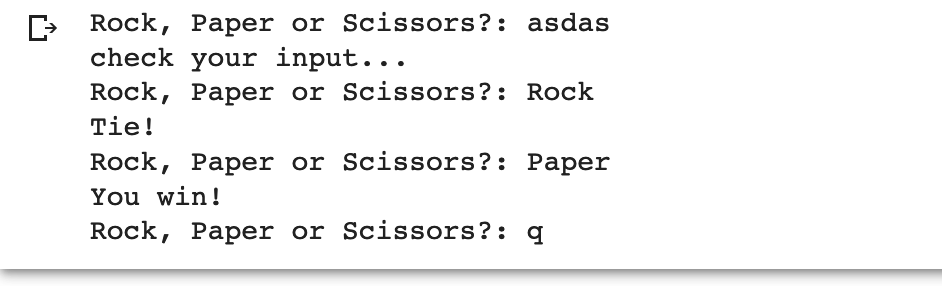 Rock, Paper or Scissors?: asdas
check your input...
Rock, Paper or Scissors?: Rock
Tie!
Rock, Paper or Scissors?: Paper
You win!
Rock, Paper or Scissors?: q